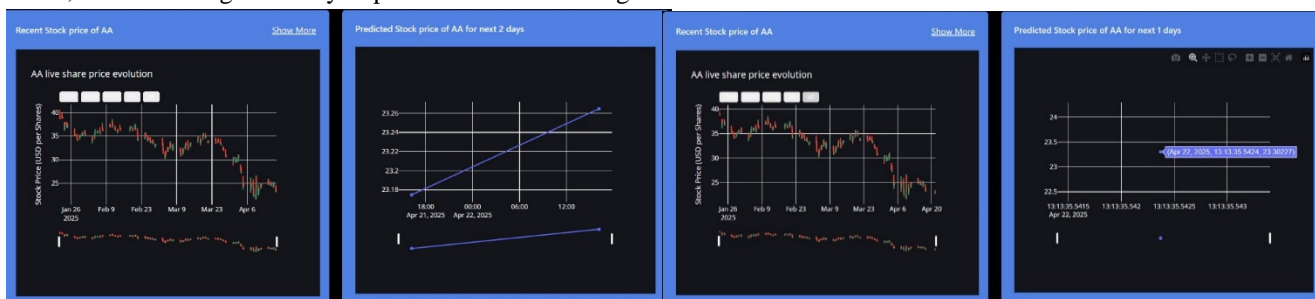 Recent Stock price of AA
Show More
AA live share price evolution
Stock Price (USD per Shares)
40
35
30
25
Jan 26
2025
Feb 9
Feb 23
Mar 9
Mar 23
Apr 6
Predicted Stock price of AA for next 2 days
23.26
23.24
23.22
23.2
23.18
18:00
Apr 21, 2025
00:00
Apr 22, 2025
06:00
12:00
Recent Stock price of AA
Show More
AA live share price evolution
Stock Price (USD per Shares)
40
35
30
25
Jan 26
2025
Feb 9
Feb 23
Mar 9
Mar 23
Apr 6
Apr 20
Predicted Stock price of AA for next 1 days
24
23.5
23
22.5
(Apr 22, 2025, 13:13:35.5424, 23.30227)
13:13:35.5415
Apr 22, 2025
13:13:35.542
13:13:35.5425
13:13:35.543